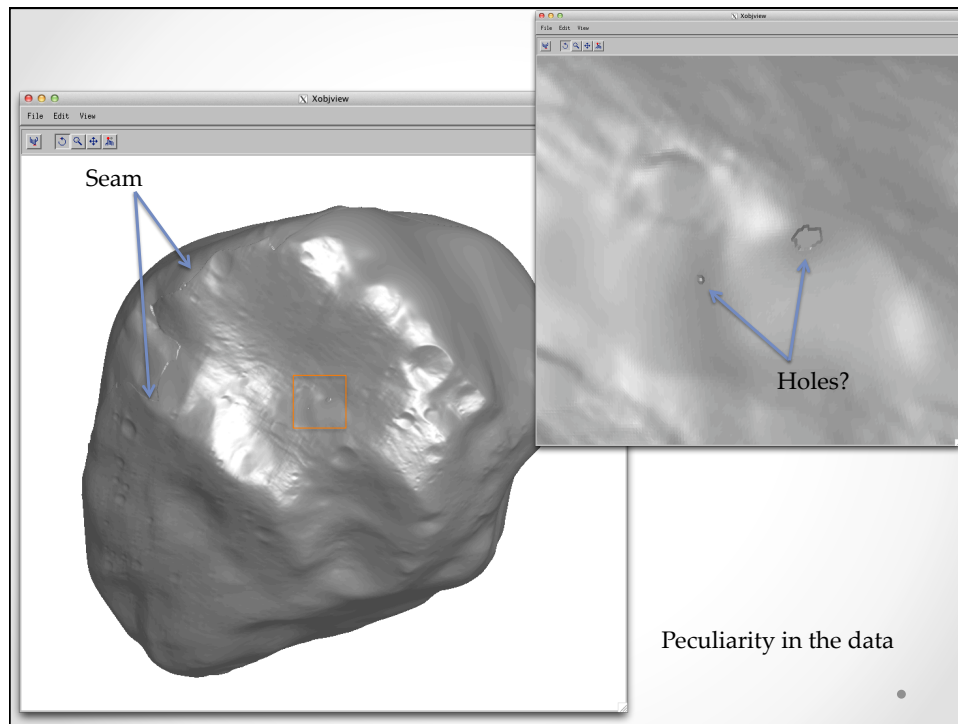 Xobjview
File Edit View
Seam
Xobjview
File Edit View
Holes?
Peculiarity in the data